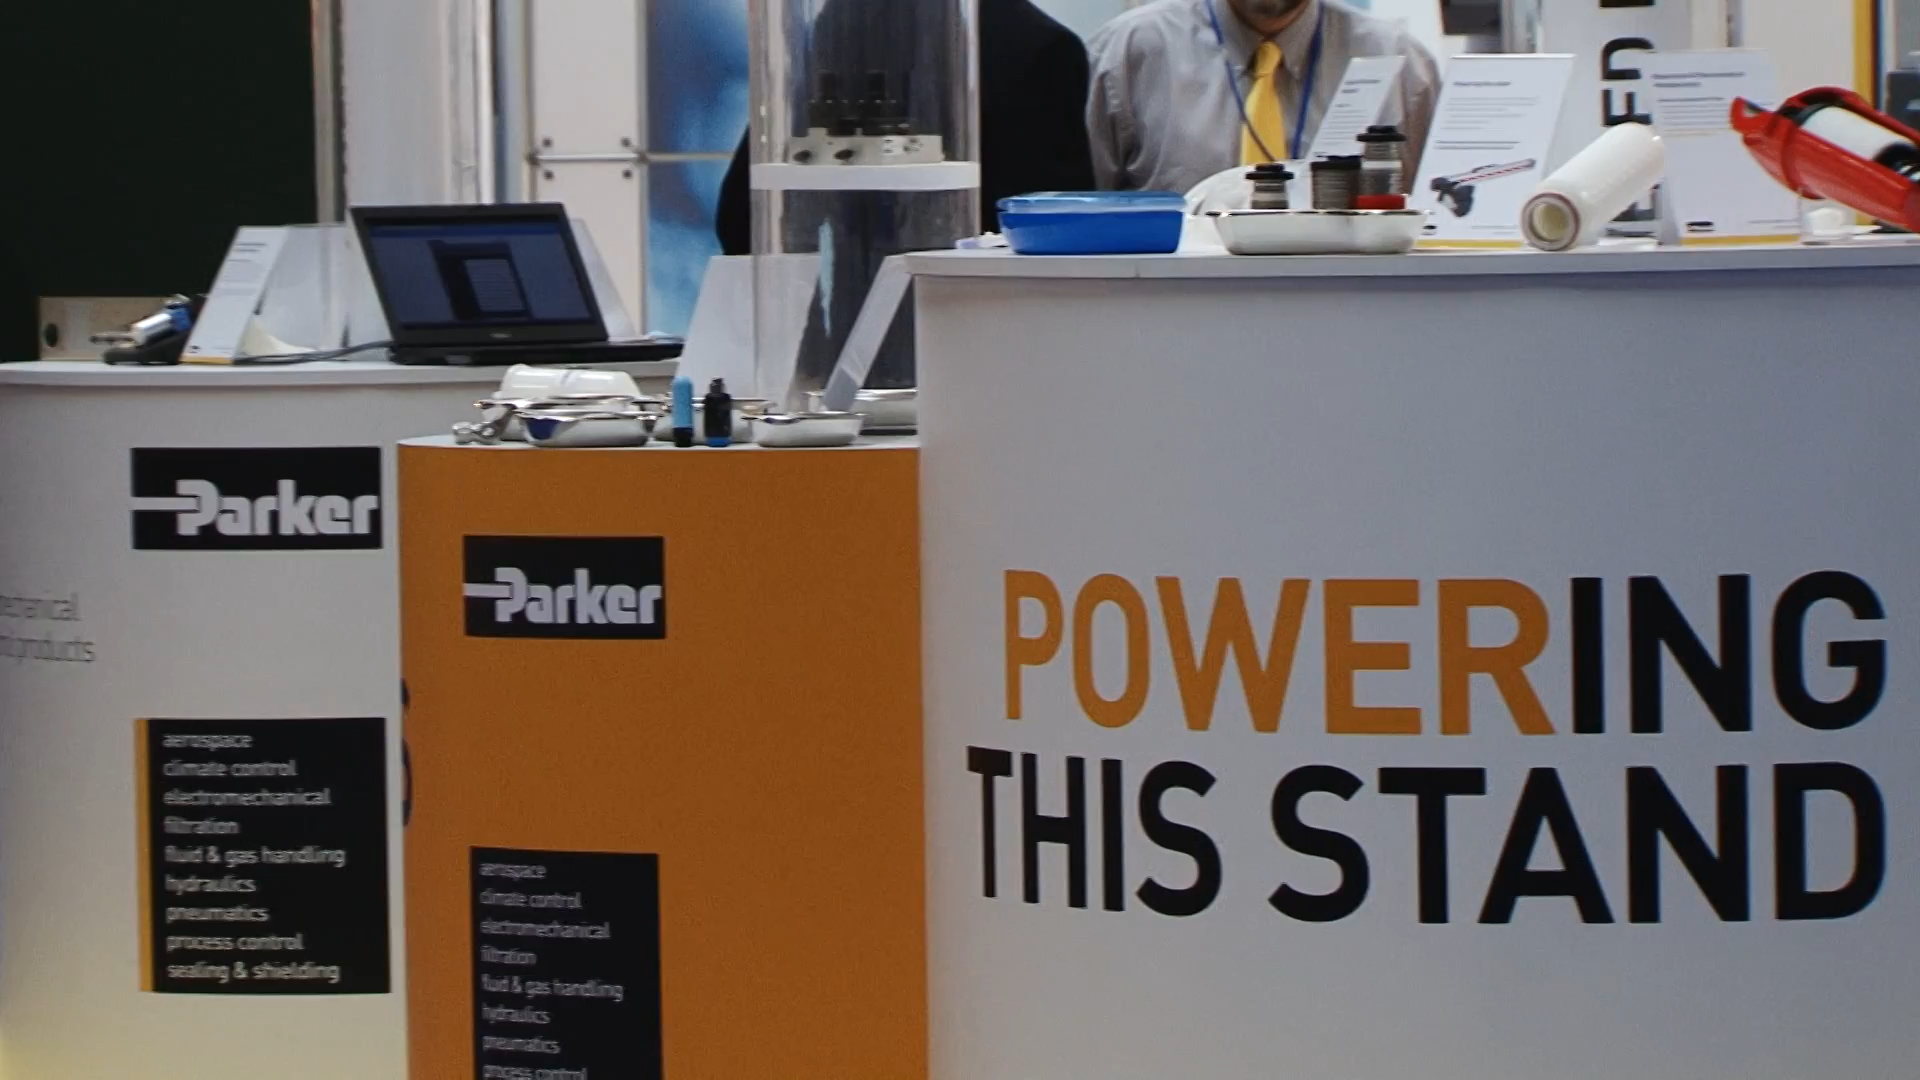 Parker
products
aerospace
climate control
electromechanical
filtration
fluid & gas handling
hydraulics
pneumatics
process control
sealing & shielding
Parker
aerospace
climate control
electromechanical
filtration
fluid & gas handling
hydraulics
pneumatics
process control
POWERING
THIS STAND